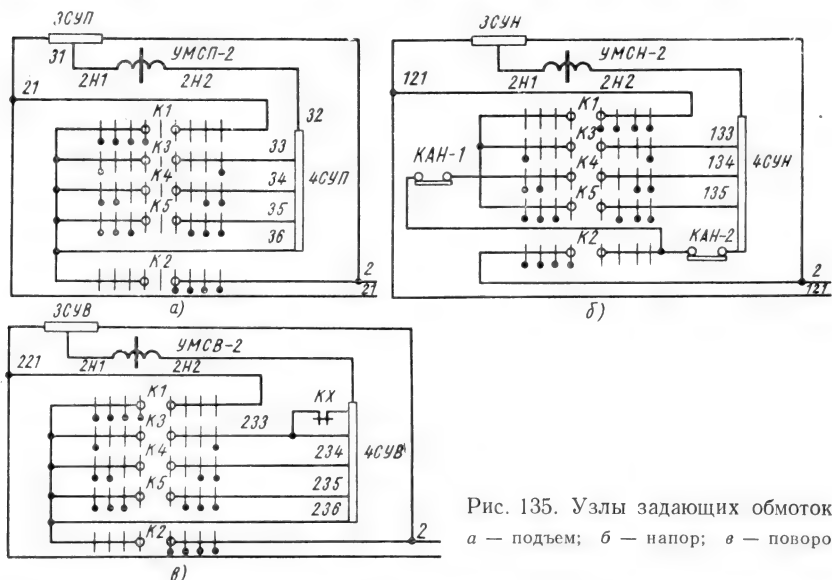 3СУП
31
УМСП-2
21
2Н1
2Н2
К1
32
К3
33
К4
34
4СУП
К5
35
36
К2
2
21
а)
3СУН
УМСН-2
121
2Н1
2Н2
К1
К3
133
КАН-1
К4
134
4СУН
К5
135
К2
КАН-2
2
121
б)
3СУВ
УМСВ-2
221
2Н1
2Н2
К1
КХ
К3
233
К4
234
4СУВ
К5
235
236
К2
2
в)
Рис. 135. Узлы задающих обмоток
а — подъем; б — напор; в — поворо